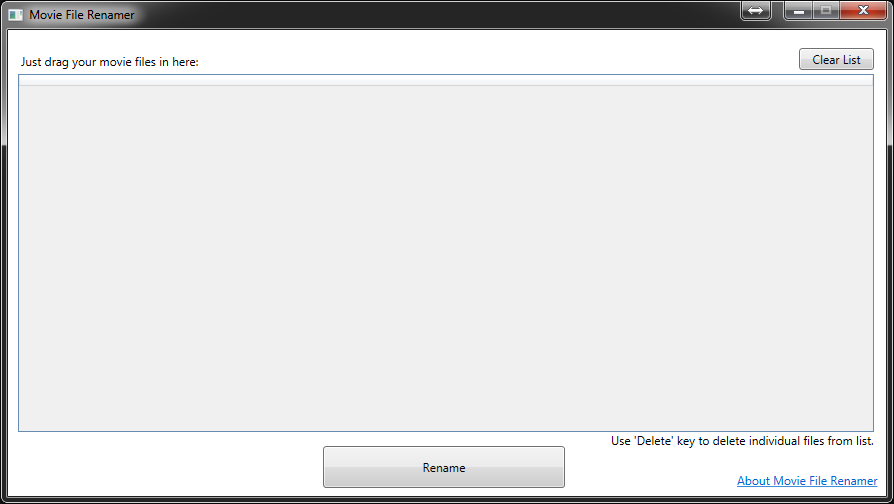 Movie File Renamer
Clear List
Just drag your movie files in here:
Use 'Delete' key to delete individual files from list.
Rename
About Movie File Renamer